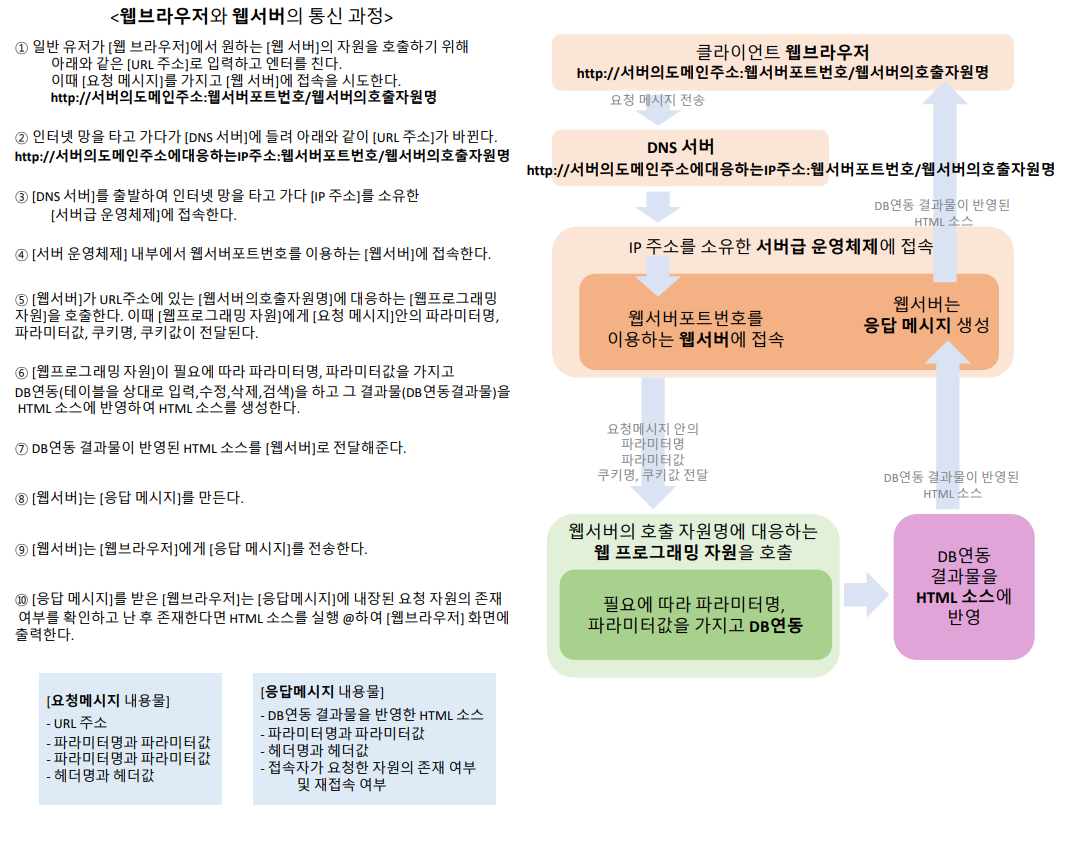 <웹브라우저와 웹서버의 통신 과정>
① 일반 유저가 [웹 브라우저]에서 원하는 [웹 서버]의 자원을 호출하기 위해
아래와 같은 [URL 주소]로 입력하고 엔터를 친다.
이때 [요청 메시지]를 가지고 [웹 서버]에 접속을 시도한다.
http://서버의도메인주소:웹서버포트번호/웹서버의호출자원명
② 인터넷 망을 타고 가다가 [DNS 서버]에 들려 아래와 같이 [URL 주소]가 바뀐다.
http://서버의도메인주소에대응하는IP주소:웹서버포트번호/웹서버의호출자원명
③ [DNS 서버]를 출발하여 인터넷 망을 타고 가다 [IP 주소]를 소유한
[서버급 운영체제]에 접속한다.
④ [서버 운영체제] 내부에서 웹서버포트번호를 이용하는 [웹서버]에 접속한다.
⑤ [웹서버]가 URL주소에 있는 [웹서버의호출자원명]에 대응하는 [웹프로그래밍
자원]을 호출한다. 이때 [웹프로그래밍 자원]에게 [요청 메시지]안의 파라미터명,
파라미터값, 쿠키명, 쿠키값이 전달된다.
⑥ [웹프로그래밍 자원]이 필요에 따라 파라미터명, 파라미터값을 가지고
DB연동(테이블을 상대로 입력,수정,삭제,검색)을 하고 그 결과물(DB연동결과물)을
HTML 소스에 반영하여 HTML 소스를 생성한다.
⑦ DB연동 결과물이 반영된 HTML 소스를 [웹서버]로 전달해준다.
⑧ [웹서버]는 [응답 메시지]를 만든다.
⑨ [웹서버]는 [웹브라우저]에게 [응답 메시지]를 전송한다.
⑩ [응답 메시지]를 받은 [웹브라우저]는 [응답메시지]에 내장된 요청 자원의 존재
여부를 확인하고 난 후 존재한다면 HTML 소스를 실행 @하여 [웹브라우저] 화면에
출력한다.
[요청메시지 내용물]
- URL 주소
- 파라미터명과 파라미터값
- 파라미터명과 파라미터값
- 헤더명과 헤더값
[응답메시지 내용물]
- DB연동 결과물을 반영한 HTML 소스
- 파라미터명과 파라미터값
- 헤더명과 헤더값
- 접속자가 요청한 자원의 존재 여부
및 재접속 여부
클라이언트 웹브라우저
http://서버의도메인주소:웹서버포트번호/웹서버의호출자원명
요청 메시지 전송
DNS 서버
http://서버의도메인주소에대응하는IP주소:웹서버포트번호/웹서버의호출자원명
DB연동 결과물이 반영된
HTML 소스
IP 주소를 소유한 서버급 운영체제에 접속
웹서버포트번호를
이용하는 웹서버에 접속
웹서버는
응답 메시지 생성
요청메시지 안의
파라미터명
파라미터값
쿠키명, 쿠키값 전달
DB연동 결과물이 반영된
HTML 소스
웹서버의 호출 자원명에 대응하는
웹 프로그래밍 자원을 호출
필요에 따라 파라미터명,
파라미터값을 가지고 DB연동
DB연동
결과물을
HTML 소스에
반영